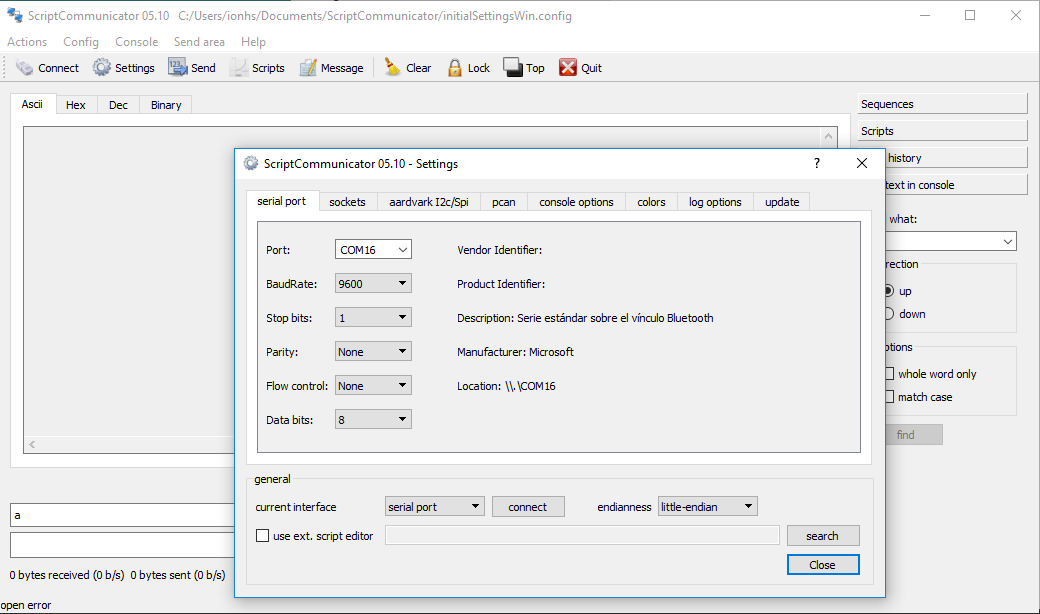 ScriptCommunicator 05.10 C:/Users/ionhs/Documents/ScriptCommunicator/initialSettingsWin.config
Actions Config Console Send area Help
Connect Settings Send Scripts Message Clear Lock Top Quit
Ascii Hex Dec Binary
Sequences
Scripts
history
text in console
what:
rection
up
down
tions
whole word only
match case
find
ScriptCommunicator 05.10 - Settings ?
serial port sockets aardvark I2c/Spi pcan console options colors log options update
Port: COM16 Vendor Identifier:
BaudRate: 9600 Product Identifier:
Stop bits: 1 Description: Serie estándar sobre el vínculo Bluetooth
Parity: None Manufacturer: Microsoft
Flow control: None Location: \\.\COM16
Data bits: 8
general
current interface serial port connect endianness little-endian
use ext. script editor search
Close
a
0 bytes received (0 b/s) 0 bytes sent (0 b/s)
open error